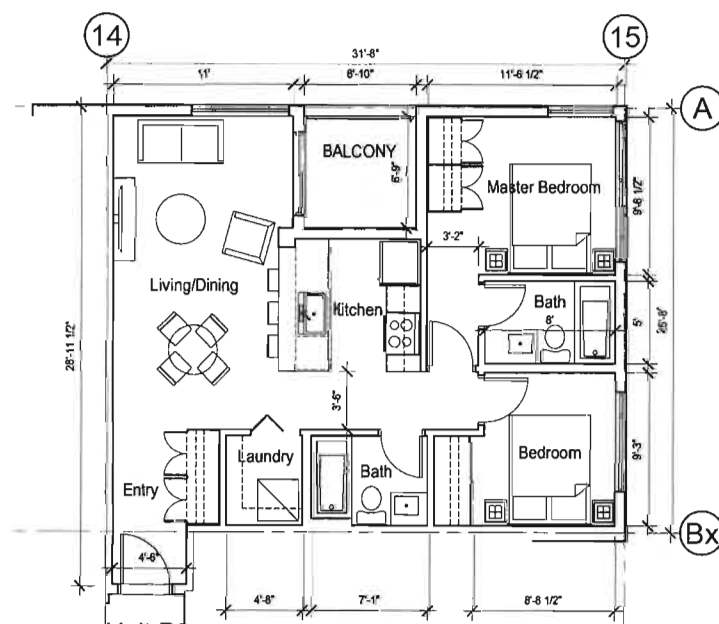 14
15
31'-8"
11'
8'-10"
11'-6 1/2"
A
BALCONY
6'-9"
Master Bedroom
9'-8 1/2"
3'-2"
Living/Dining
Kitchen
Bath
8'
5'
28'-11 1/2"
3'-6"
25'-8"
Laundry
Bath
Bedroom
9'-3"
Entry
Bx
4'-6"
4'-8"
7'-1"
8'-8 1/2"